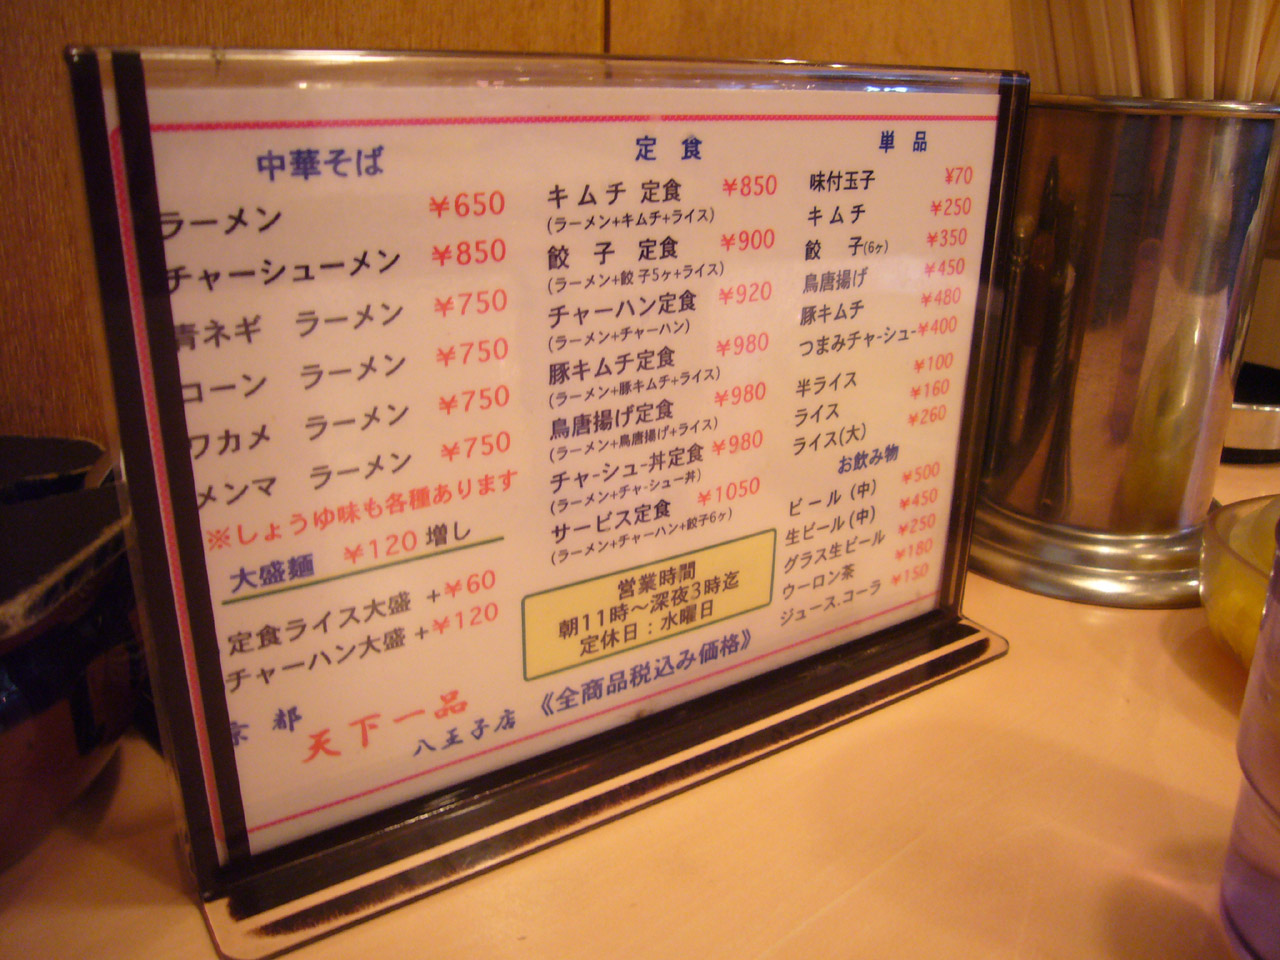 中華そば
ラーメン ￥650
チャーシューメン ￥850
青ネギ ラーメン ￥750
コーン ラーメン ￥750
ワカメ ラーメン ￥750
メンマ ラーメン ￥750
※しょうゆ味も各種あります
大盛麺 ￥120 増し
定食ライス大盛 +￥60
チャーハン大盛 +￥120
京都 天下一品 八王子店
定 食
キムチ 定食 ￥850
(ラーメン+キムチ+ライス)
餃 子 定食 ￥900
(ラーメン+餃子5ヶ+ライス)
チャーハン定食 ￥920
(ラーメン+チャーハン)
豚キムチ定食 ￥980
(ラーメン+豚キムチ+ライス)
鳥唐揚げ定食 ￥980
(ラーメン+鳥唐揚げ+ライス)
チャ-シュ-丼定食 ￥980
(ラーメン+チャ-シュー丼)
サービス定食 ￥1050
(ラーメン+チャーハン+餃子6ヶ)
営業時間
朝11時～深夜3時迄
定休日：水曜日
《全商品税込み価格》
単 品
味付玉子 ￥70
キムチ ￥250
餃 子(6ヶ) ￥350
鳥唐揚げ ￥450
豚キムチ ￥480
つまみチャ-シュ- ￥400
半ライス ￥100
ライス ￥160
ライス(大) ￥260
お飲み物
ビール (中) ￥500
生ビール(中) ￥450
グラス生ビール ￥250
ウーロン茶 ￥180
ジュース.コーラ ￥150